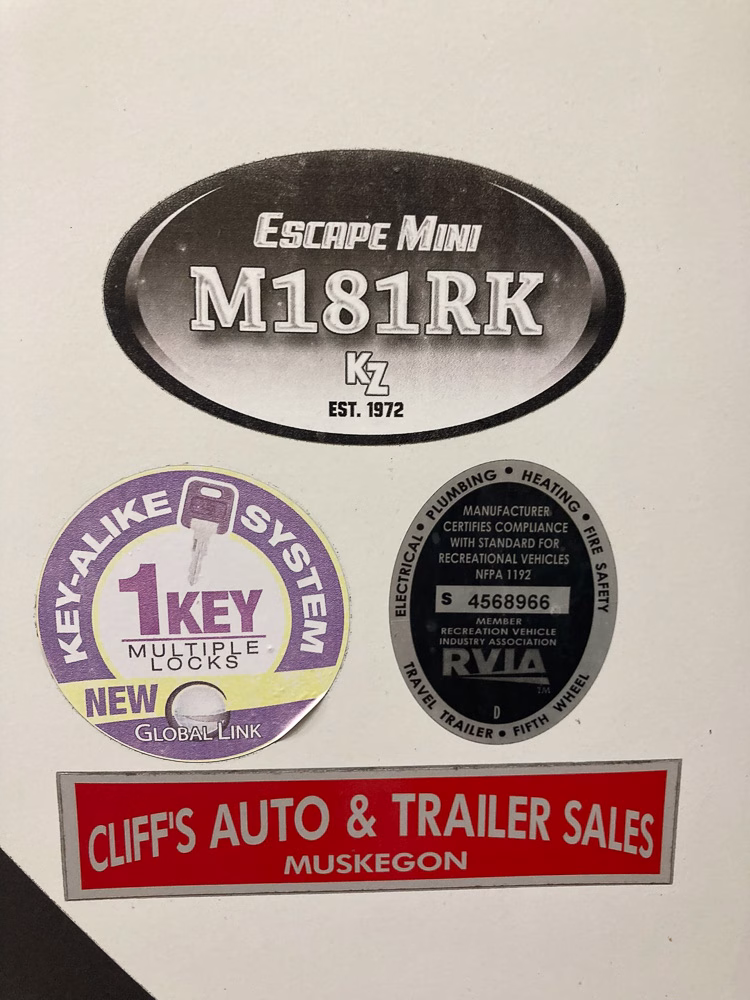 ESCAPE MINI
M181RK
KZ
EST. 1972
KEY-ALIKE SYSTEM
1KEY
MULTIPLE
LOCKS
NEW
GLOBAL LINK
ELECTRICAL • PLUMBING • HEATING • FIRE SAFETY
MANUFACTURER
CERTIFIES COMPLIANCE
WITH STANDARD FOR
RECREATIONAL VEHICLES
NFPA 1192
S 4568966
MEMBER
RECREATION VEHICLE
INDUSTRY ASSOCIATION
RVIA
TM
D
TRAVEL TRAILER • FIFTH WHEEL
CLIFF'S AUTO & TRAILER SALES
MUSKEGON